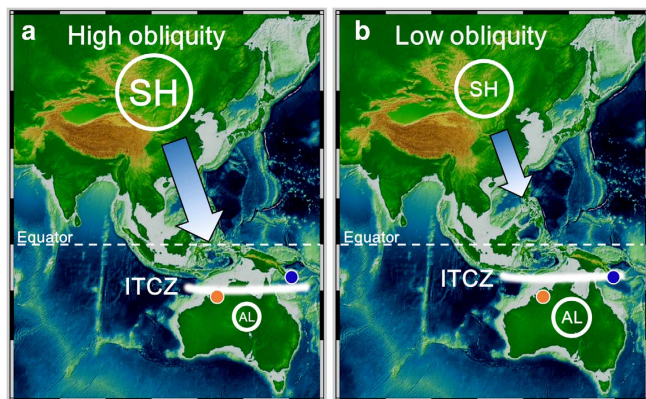 a
High obliquity
SH
Equator
ITCZ
AL
b
Low obliquity
SH
Equator
ITCZ
AL